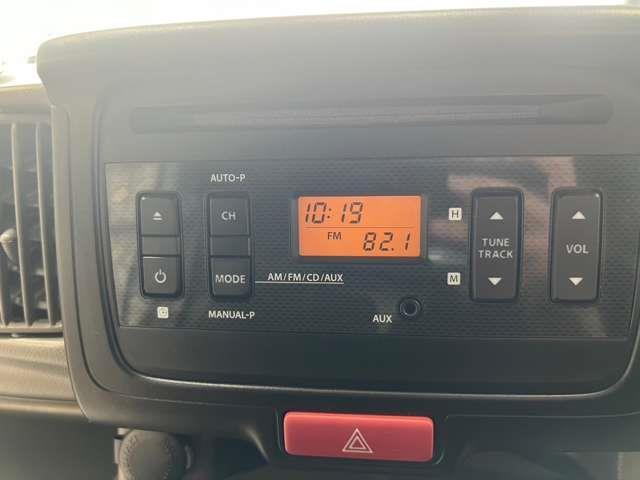 AUTO-P
CH
MODE
MANUAL-P
10:19
FM
82.1
AM/FM/CD/AUX
AUX
H
M
TUNE
TRACK
VOL